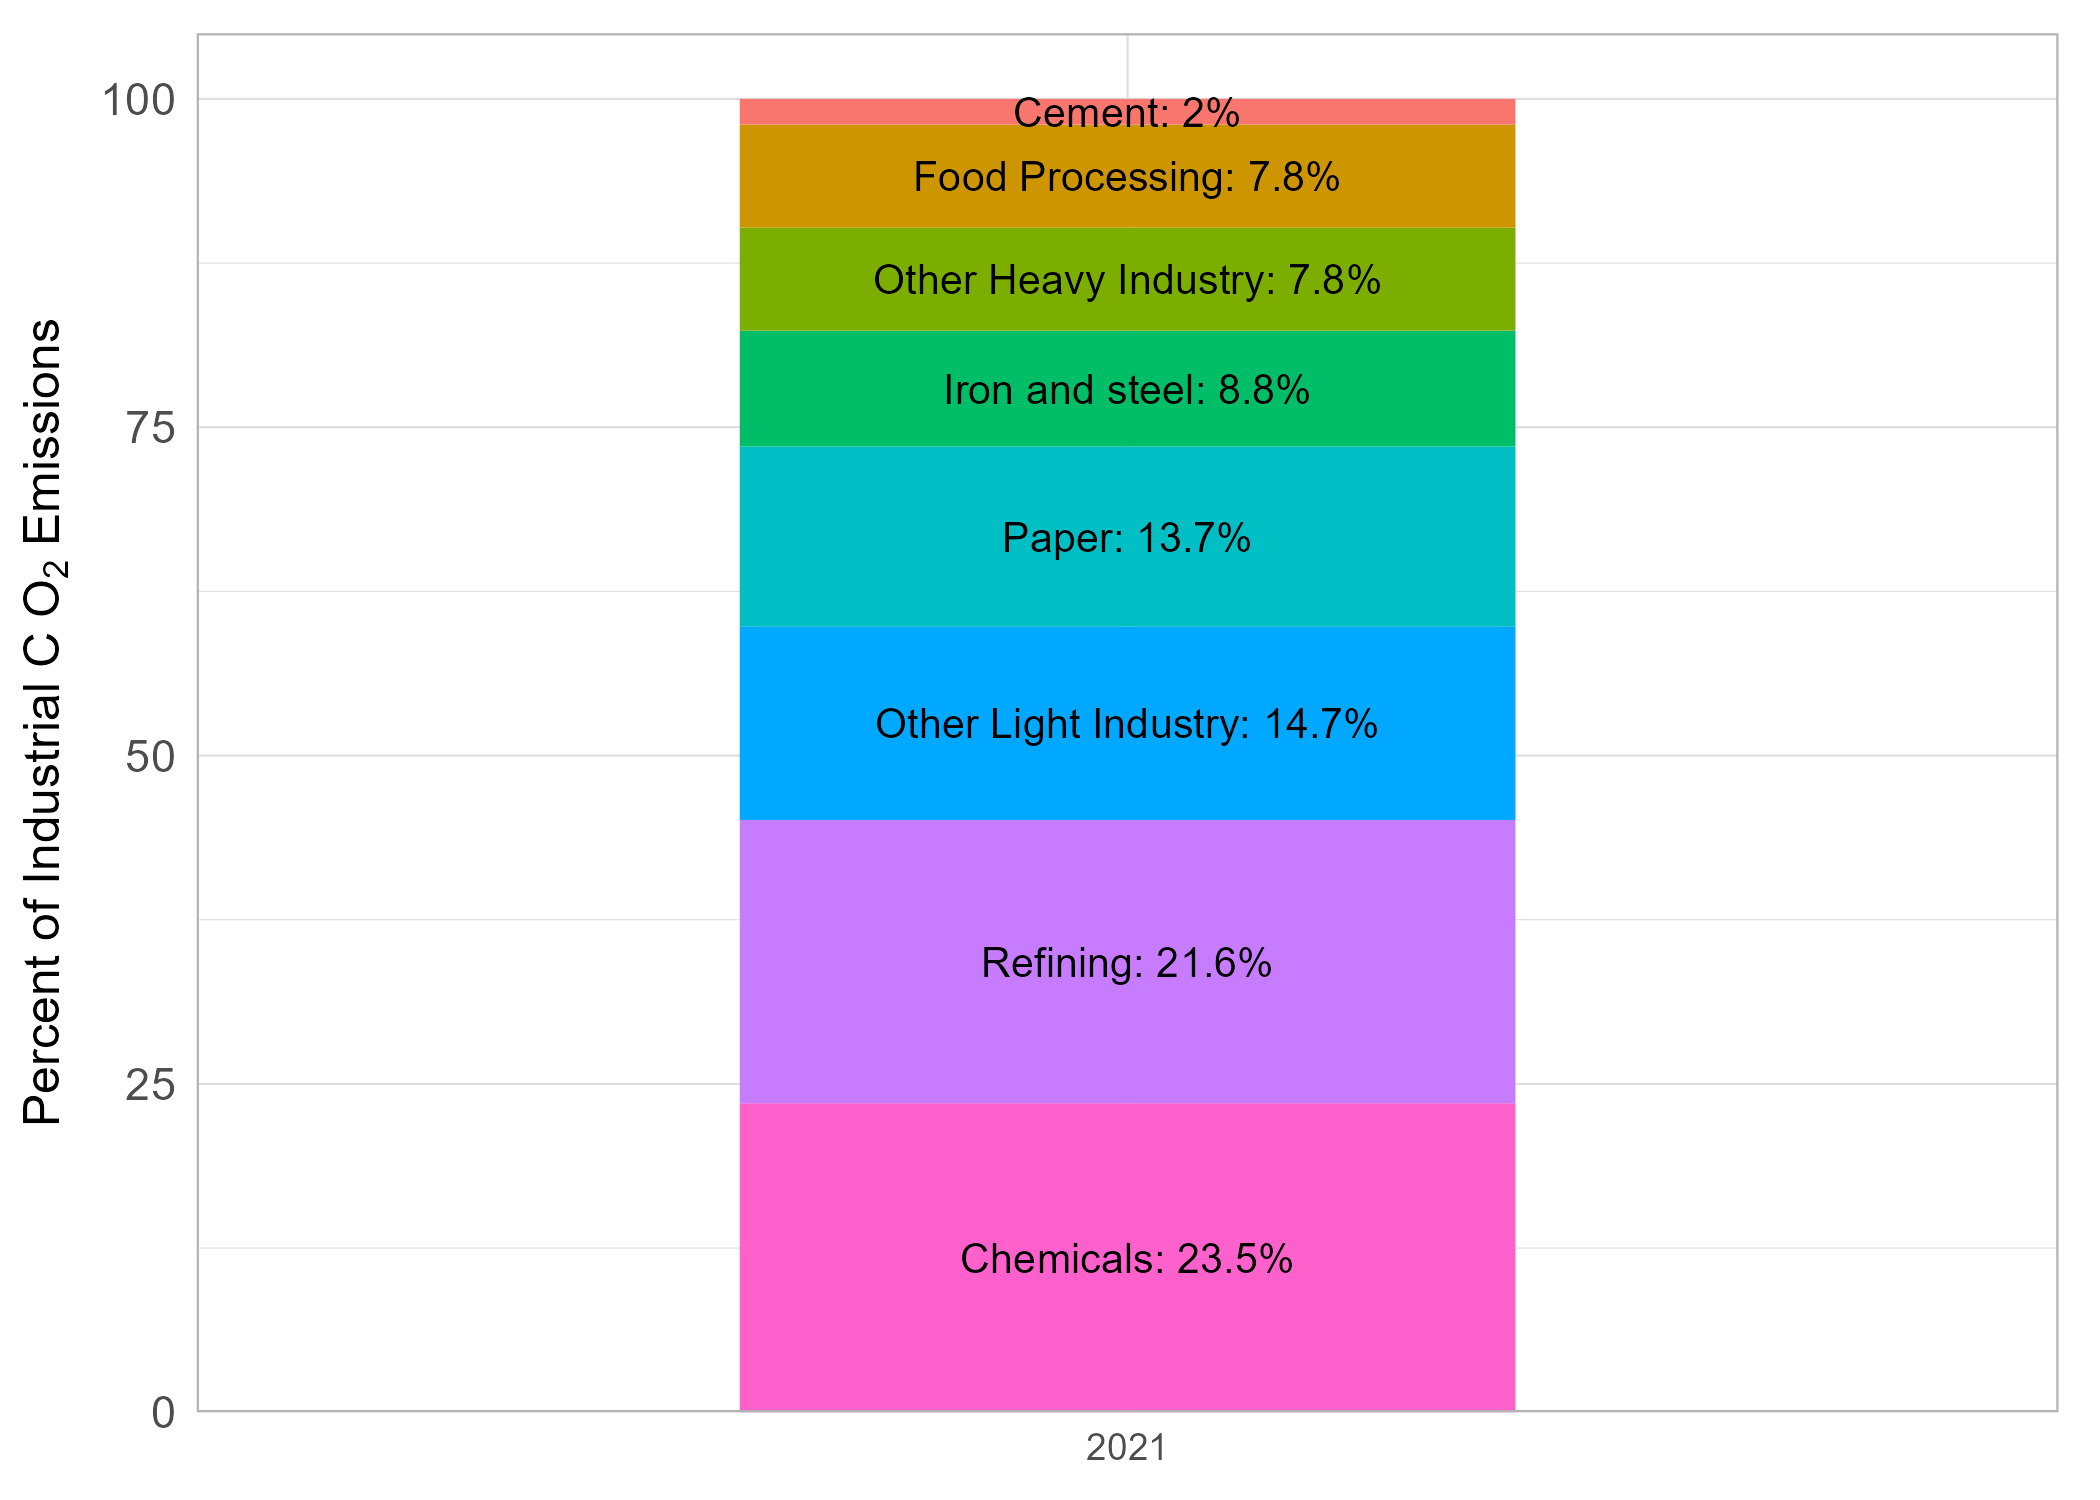 Percent of Industrial C O₂ Emissions
100
75
50
25
0
Cement: 2%
Food Processing: 7.8%
Other Heavy Industry: 7.8%
Iron and steel: 8.8%
Paper: 13.7%
Other Light Industry: 14.7%
Refining: 21.6%
Chemicals: 23.5%
2021